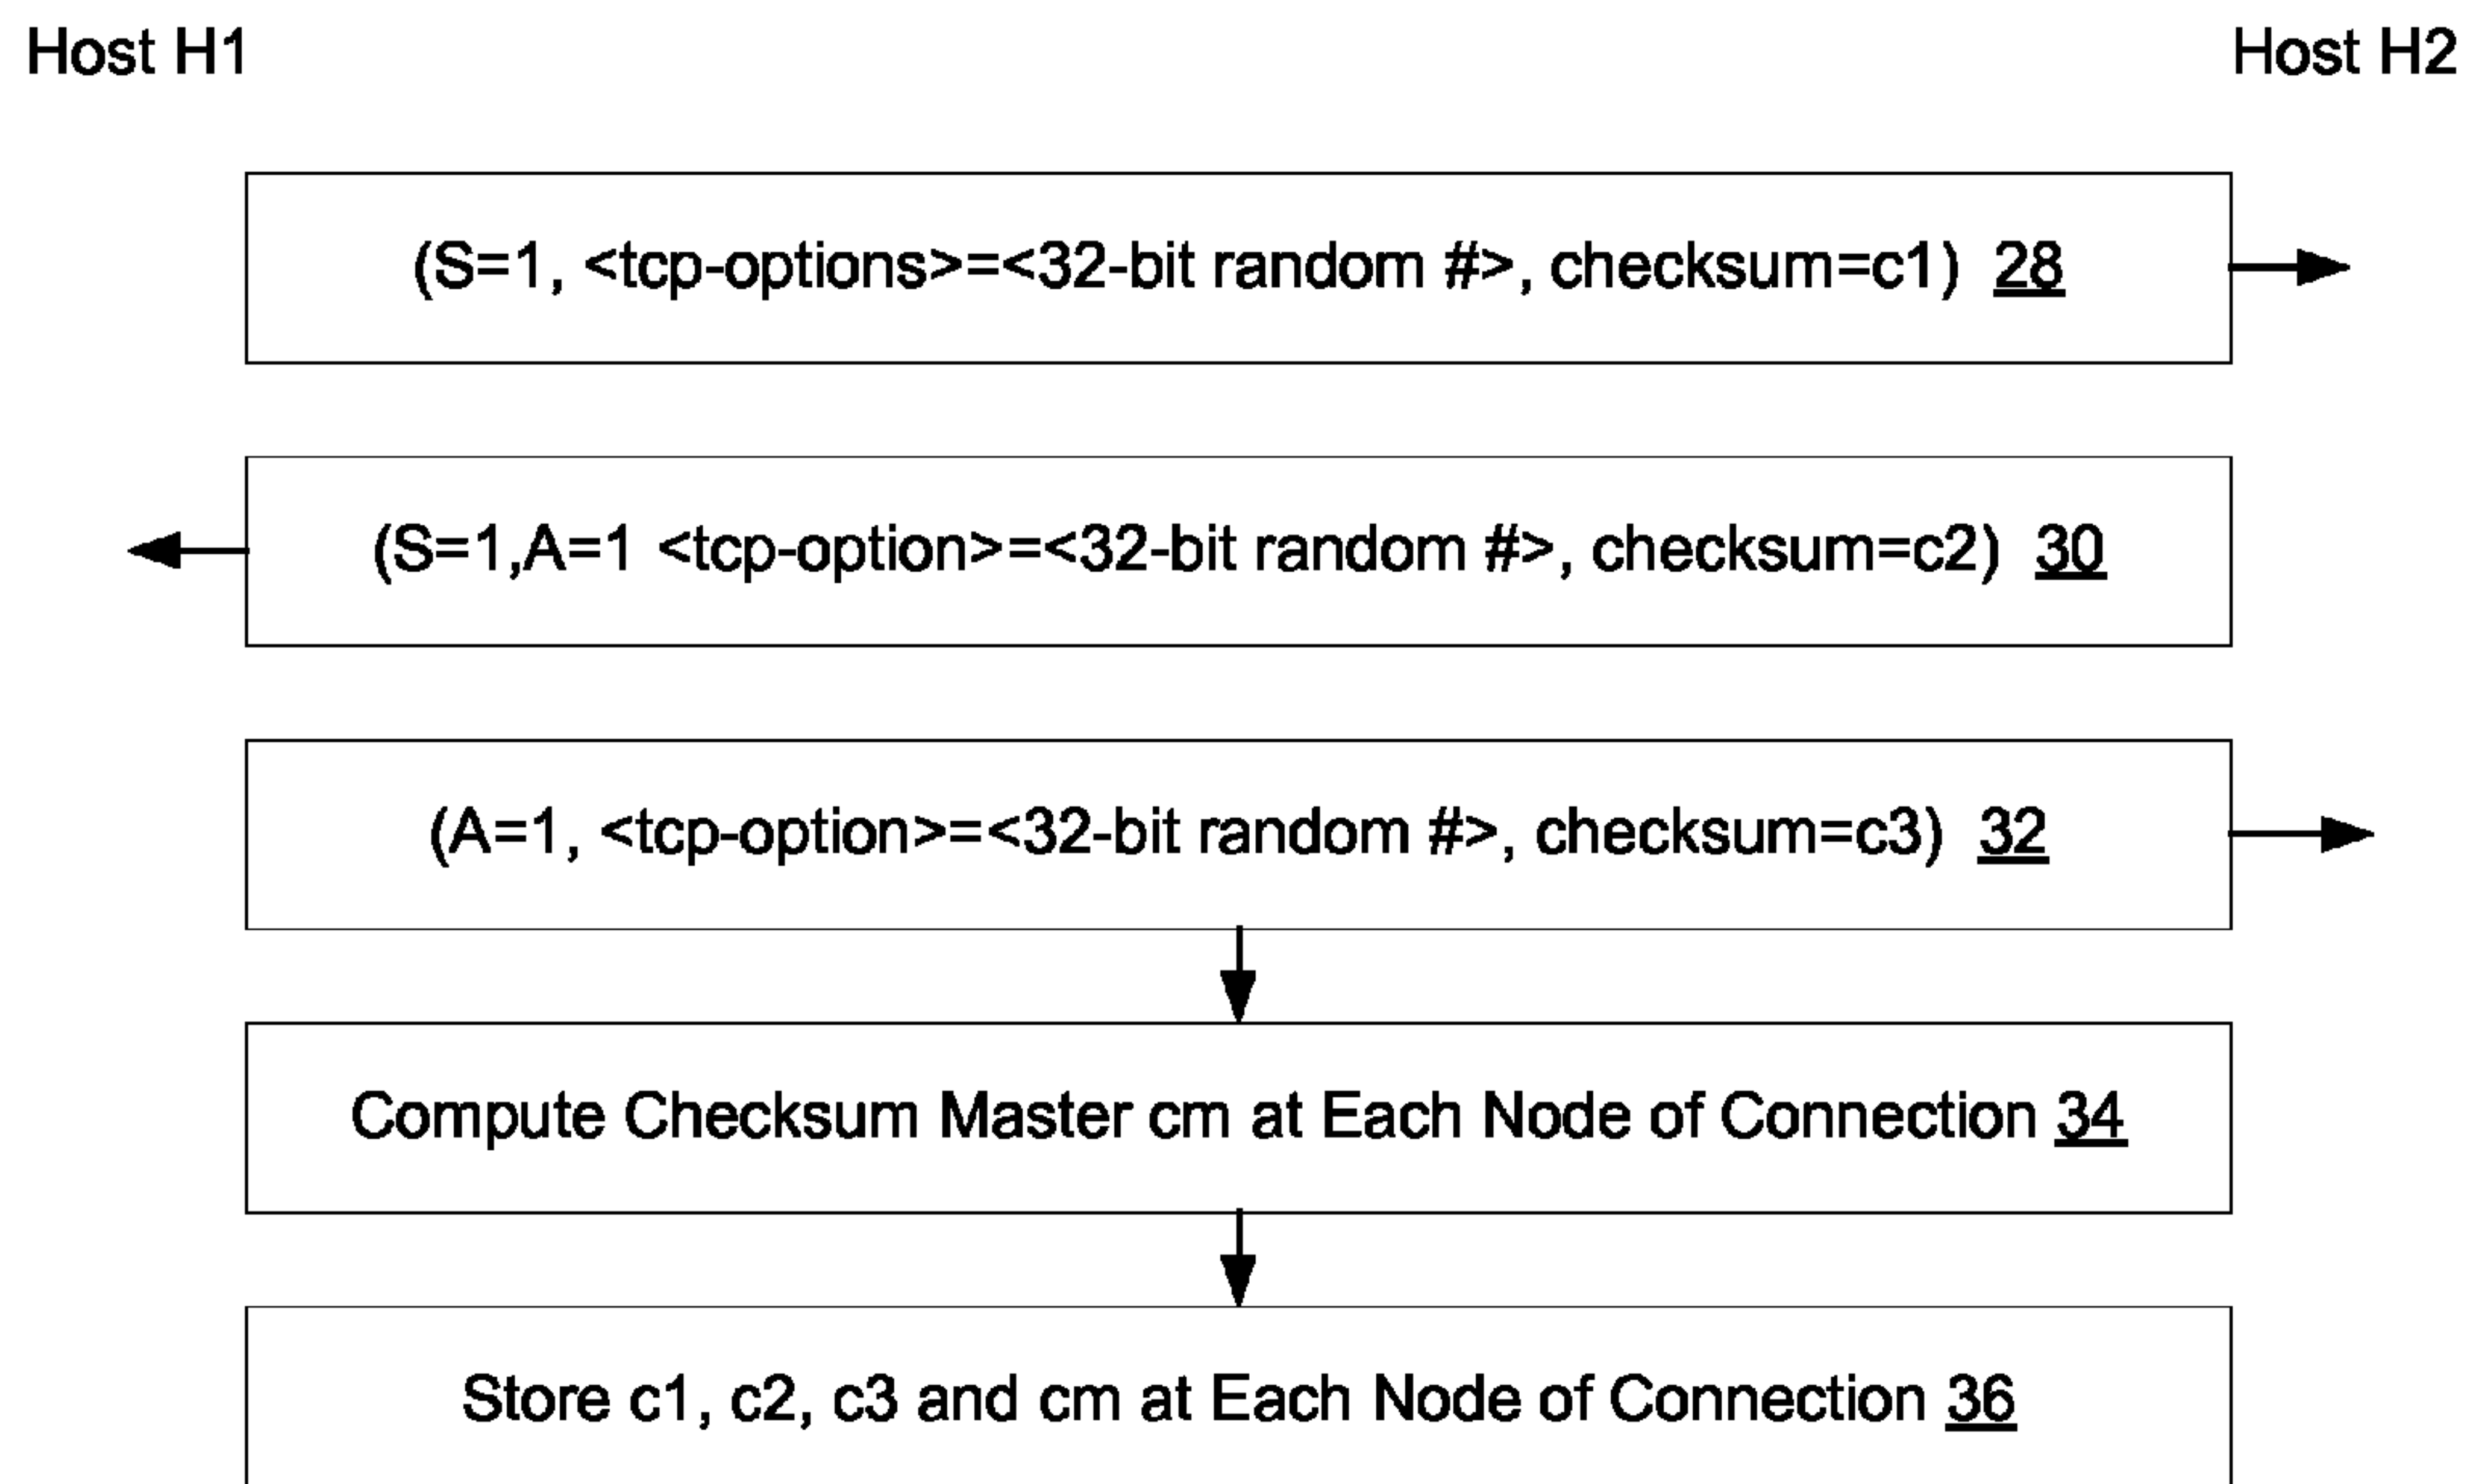 Host H1
Host H2
(S=1, <tcp-options>=<32-bit random #>, checksum=c1) 28
(S=1,A=1 <tcp-option>=<32-bit random #>, checksum=c2) 30
(A=1, <tcp-option>=<32-bit random #>, checksum=c3) 32
Compute Checksum Master cm at Each Node of Connection 34
Store c1, c2, c3 and cm at Each Node of Connection 36